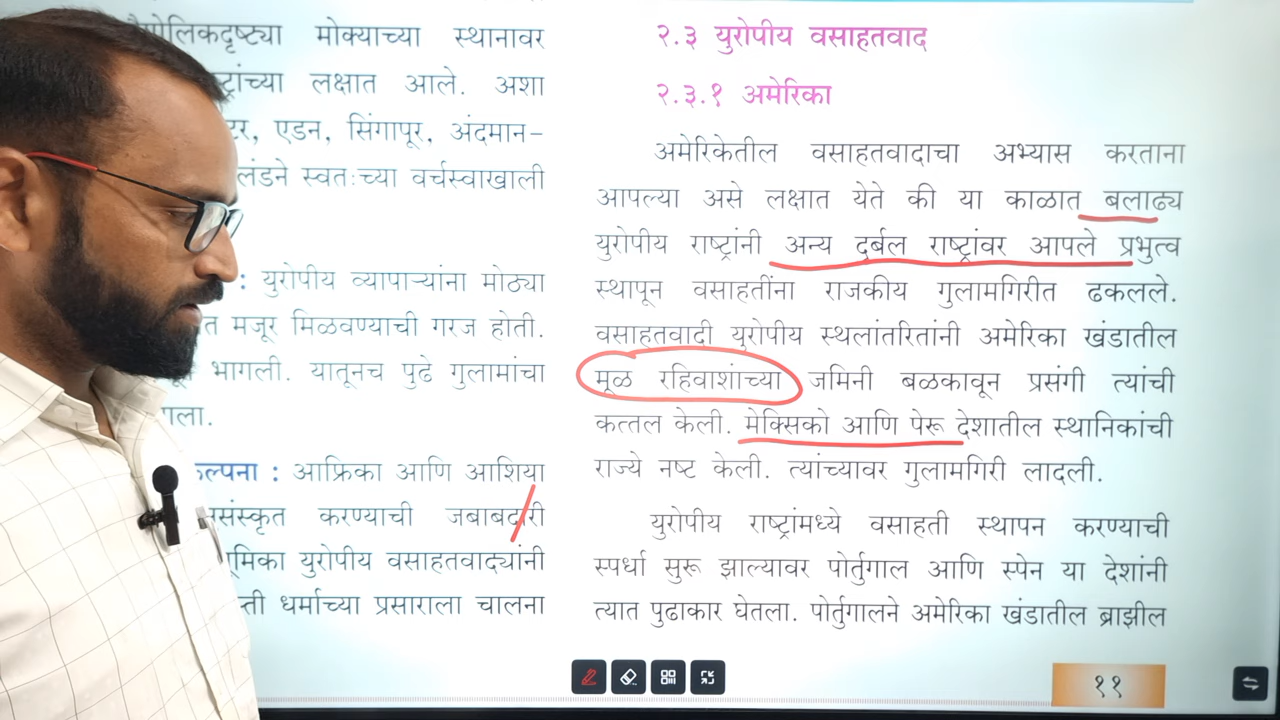 मोक्याच्या स्थानावर
लक्षात आले. अशा
एडन, सिंगापूर, अंदमान-
स्वतःच्या वर्चस्वाखाली
: युरोपीय व्यापाऱ्यांना मोठ्या
मजूर मिळवण्याची गरज होती.
भागली. यातूनच पुढे गुलामांचा
: आफ्रिका आणि आशिया
करण्याची जबाबदारी
युरोपीय वसाहतवाद्यांनी
धर्माच्या प्रसाराला चालना
२.३ युरोपीय वसाहतवाद
२.३.१ अमेरिका
अमेरिकेतील वसाहतवादाचा अभ्यास करताना
आपल्या असे लक्षात येते की या काळात बलाढ्य
युरोपीय राष्ट्रांनी अन्य दुर्बल राष्ट्रांवर आपले प्रभुत्व
स्थापून वसाहतींना राजकीय गुलामगिरीत ढकलले.
वसाहतवादी युरोपीय स्थलांतरितांनी अमेरिका खंडातील
मूळ रहिवाशांच्या जमिनी बळकावून प्रसंगी त्यांची
कत्तल केली. मेक्सिको आणि पेरू देशातील स्थानिकांची
राज्ये नष्ट केली. त्यांच्यावर गुलामगिरी लादली.
युरोपीय राष्ट्रांमध्ये वसाहती स्थापन करण्याची
स्पर्धा सुरू झाल्यावर पोर्तुगाल आणि स्पेन या देशांनी
त्यात पुढाकार घेतला. पोर्तुगालने अमेरिका खंडातील ब्राझील
११